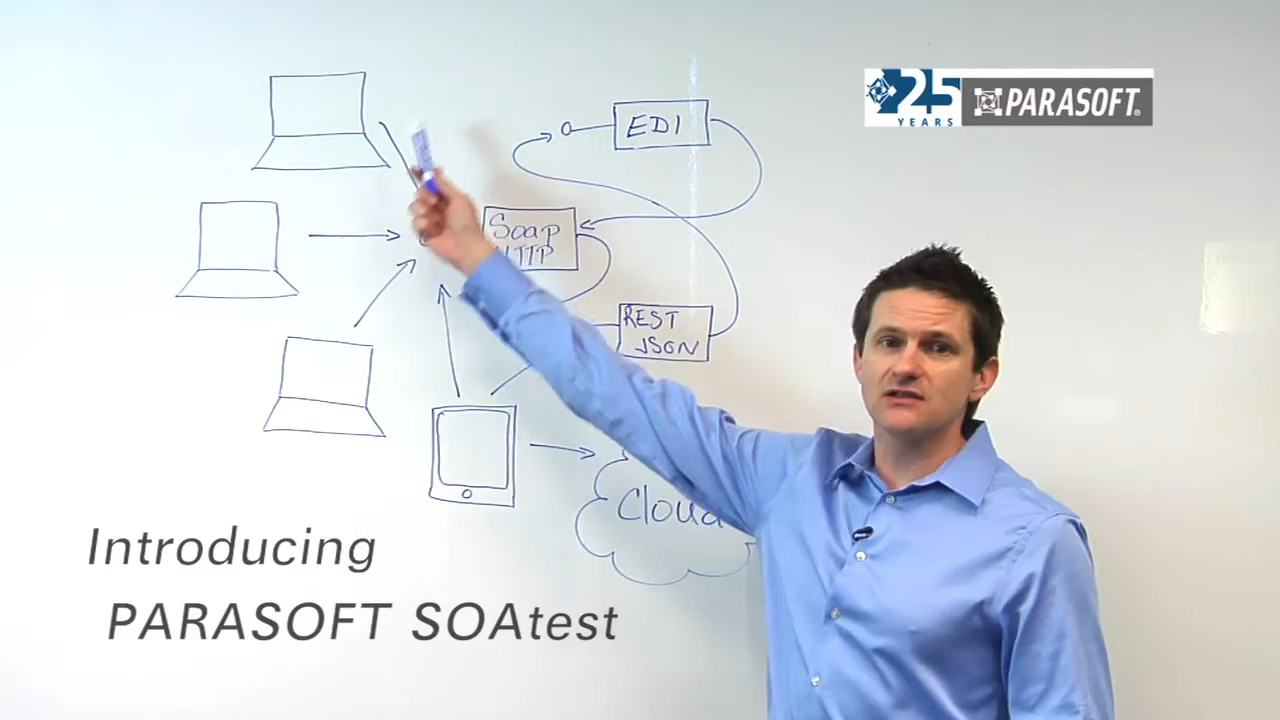 25
YEARS
PARASOFT®
EDI
Soap
HTTP
REST
JSON
Cloud
Introducing
PARASOFT SOAtest